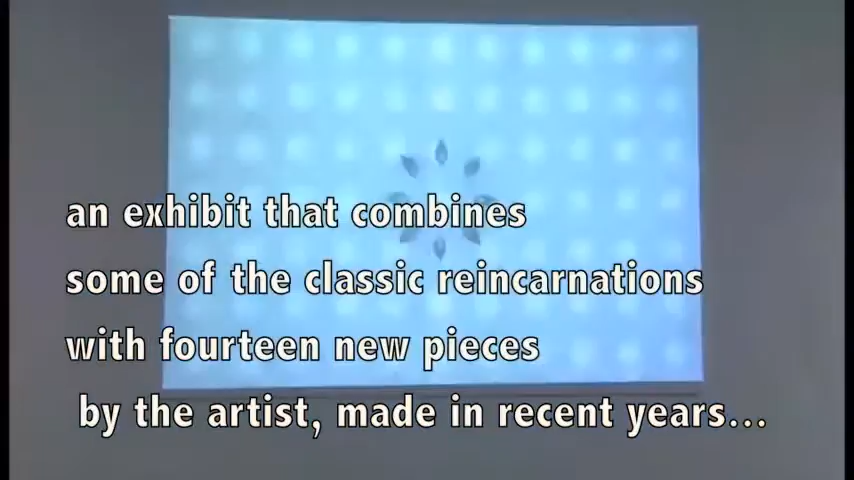 an exhibit that combines
some of the classic reincarnations
with fourteen new pieces
by the artist, made in recent years...